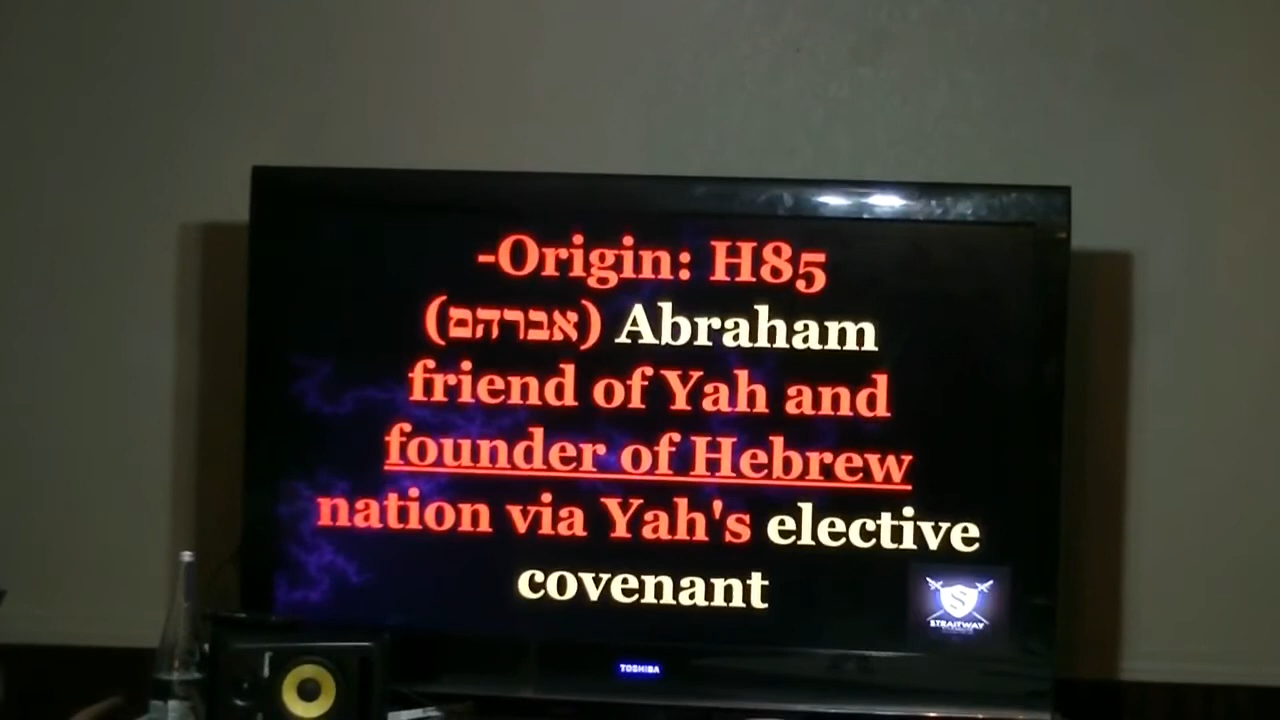 -Origin: H85
(אברהם) Abraham
friend of Yah and
founder of Hebrew
nation via Yah's elective
covenant
STRAITWAY
TOSHIBA